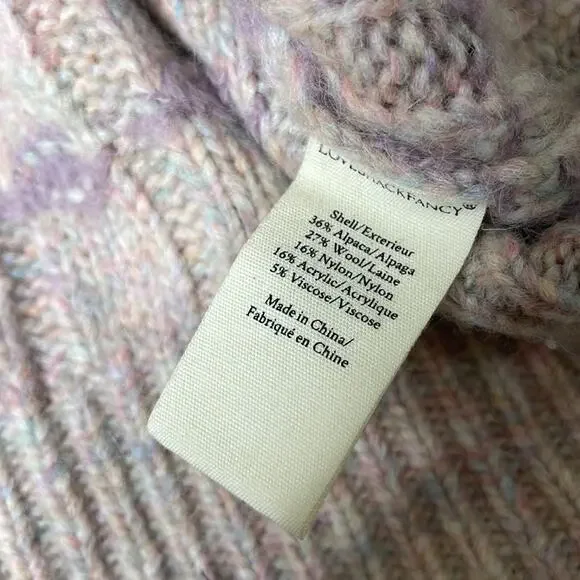 LOVESHACKFANCY
Shell/Exterieur
36% Alpaca/Alpaga
27% Wool/Laine
16% Nylon/Nylon
16% Acrylic/Acrylique
5% Viscose/Viscose
Made in China/
Fabriqué en Chine